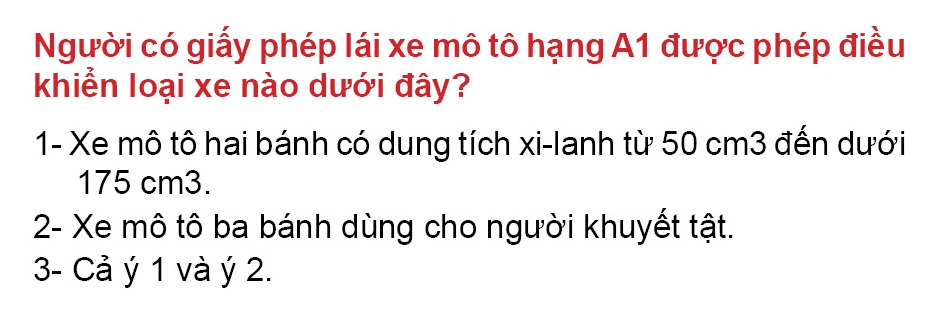 Người có giấy phép lái xe mô tô hạng A1 được phép điều
khiển loại xe nào dưới đây?
1- Xe mô tô hai bánh có dung tích xi-lanh từ 50 cm3 đến dưới
175 cm3.
2- Xe mô tô ba bánh dùng cho người khuyết tật.
3- Cả ý 1 và ý 2.